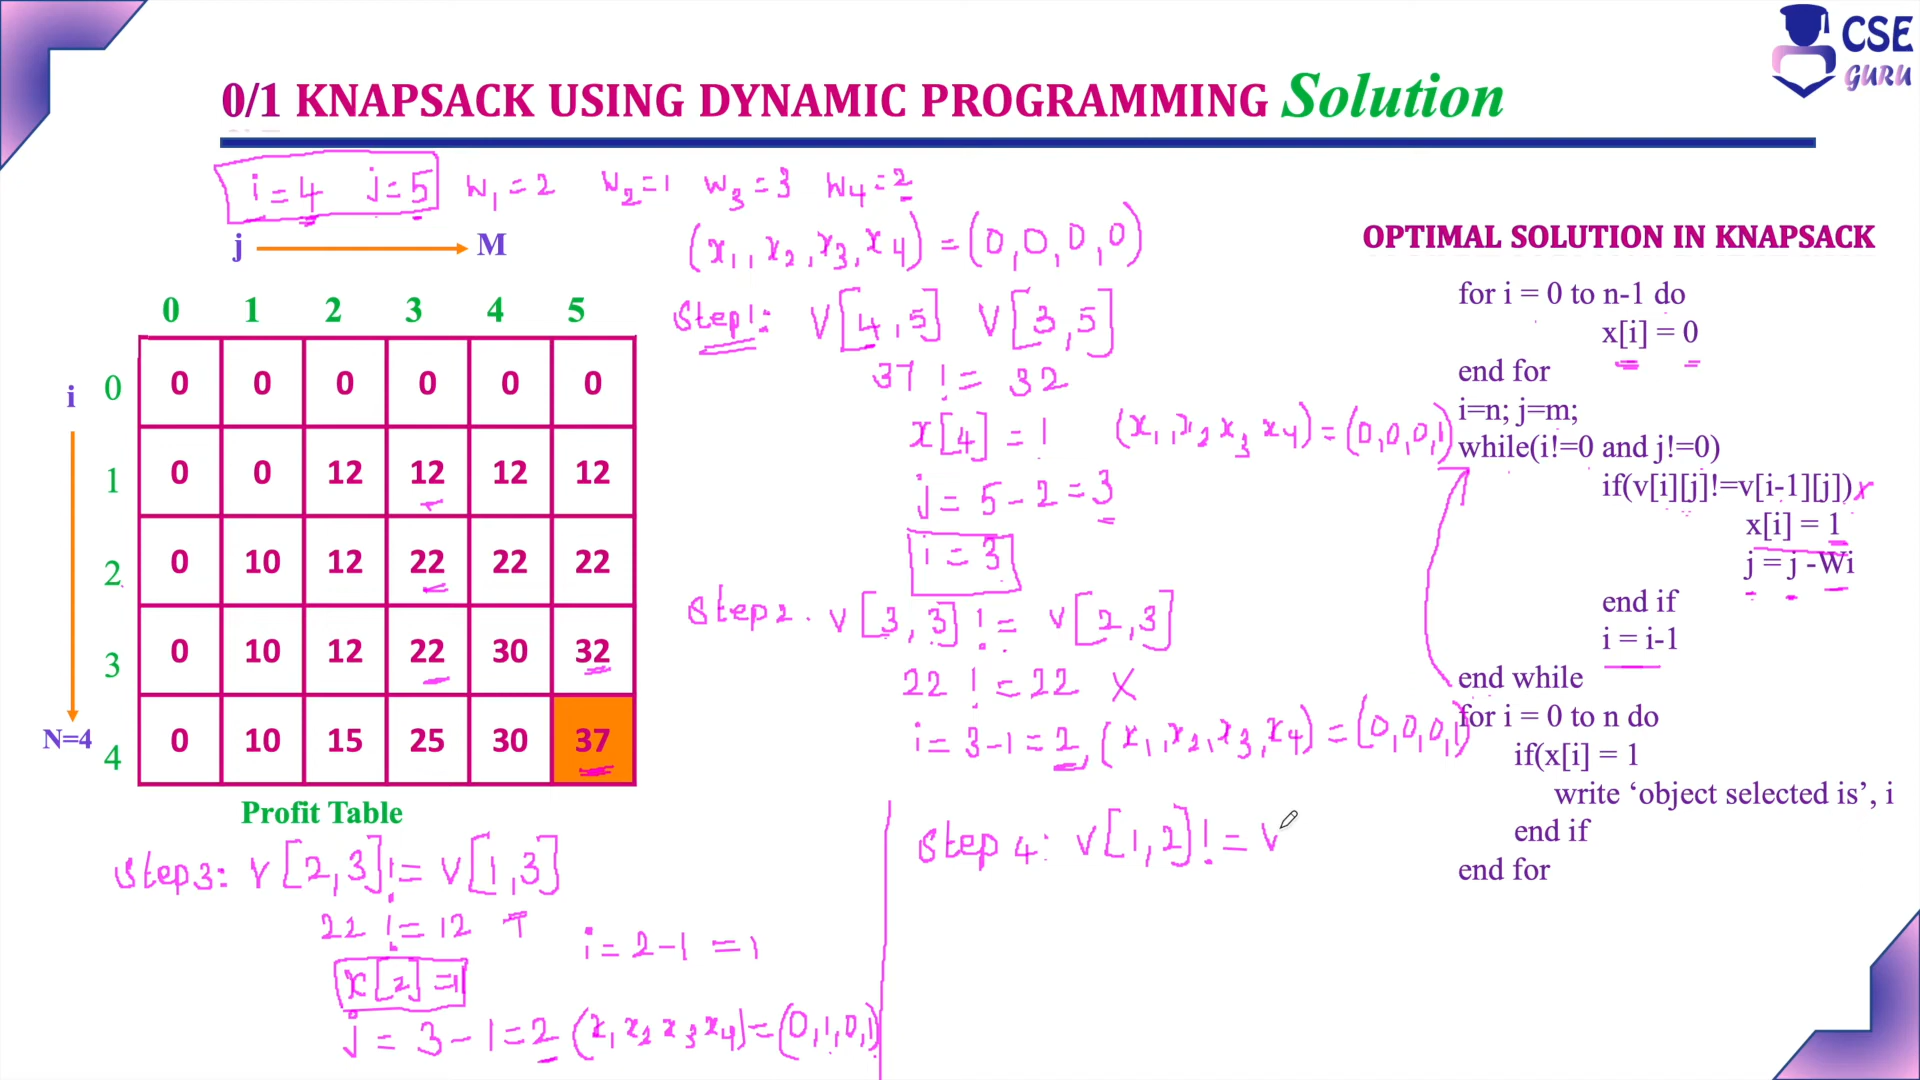 CSE
GURU
0/1 KNAPSACK USING DYNAMIC PROGRAMMING Solution
i = 4 j = 5 w1 = 2 w2 = 1 w3 = 3 w4 = 2
j M
(x1, x2, x3, x4) = (0, 0, 0, 0)
0 1 2 3 4 5
i 0 0 0 0 0 0 0
1 0 0 12 12 12 12
2 0 10 12 22 22 22
3 0 10 12 22 30 32
N=4 4 0 10 15 25 30 37
Profit Table
Step1: V[4,5] V[3,5]
37 != 32
x[4] = 1 (x1, x2 x3 x4) = (0,0,0,1)
j = 5 - 2 = 3
i = 3
Step2. V[3,3] != V[2,3]
22 != 22 X
i = 3-1 = 2, (x1, x2, x3, x4) = (0,0,0,1)
Step3: V[2,3] != V[1,3]
22 != 12 T
i = 2-1 = 1
x[2] = 1
j = 3 - 1 = 2 (x1 x2 x3 x4) = (0,1,0,1)
Step 4: V[1,2] != V
OPTIMAL SOLUTION IN KNAPSACK
for i = 0 to n-1 do
x[i] = 0
end for
i=n; j=m;
while(i!=0 and j!=0)
if(v[i][j]!=v[i-1][j]) x
x[i] = 1
j = j -Wi
end if
i = i-1
end while
for i = 0 to n do
if(x[i] = 1
write ‘object selected is’, i
end if
end for